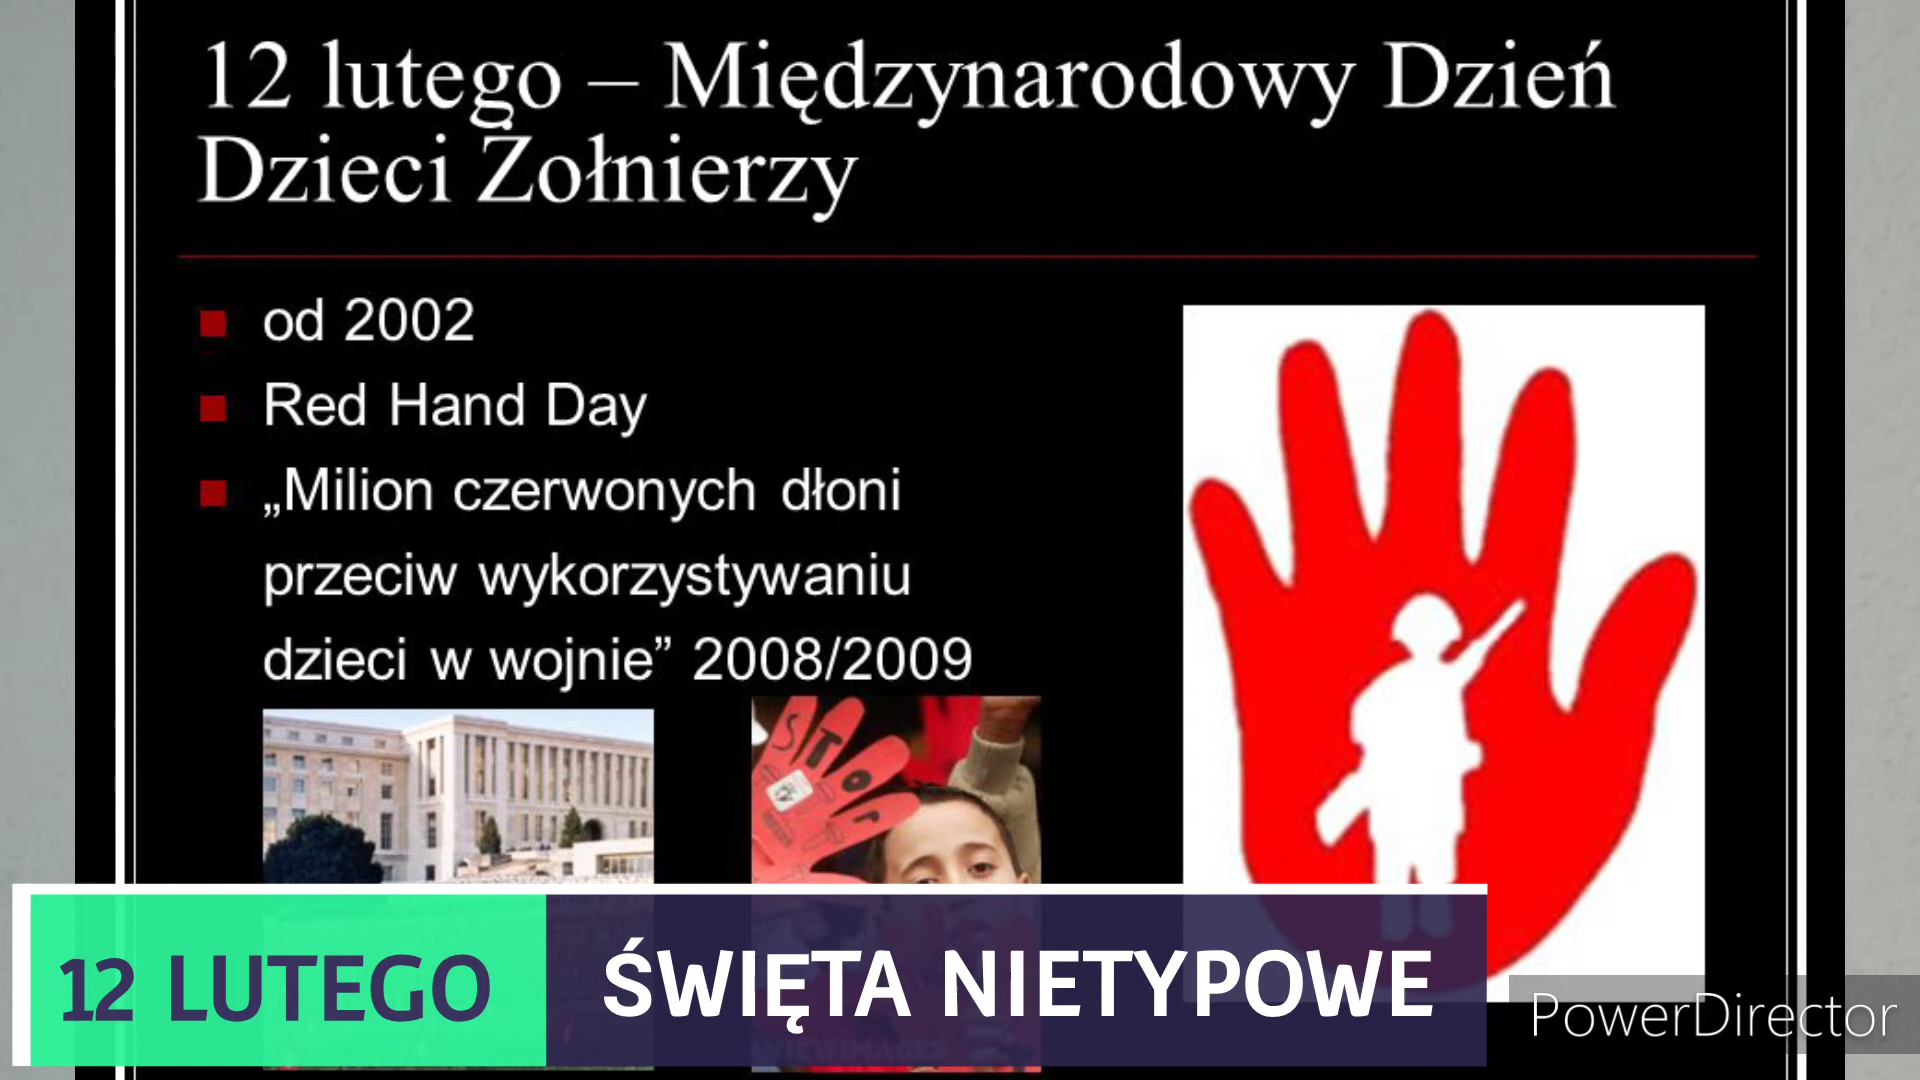 12 lutego – Międzynarodowy Dzień
Dzieci Żołnierzy
od 2002
Red Hand Day
„Milion czerwonych dłoni
przeciw wykorzystywaniu
dzieci w wojnie” 2008/2009
STOP
12 LUTEGO
ŚWIĘTA NIETYPOWE
PowerDirector